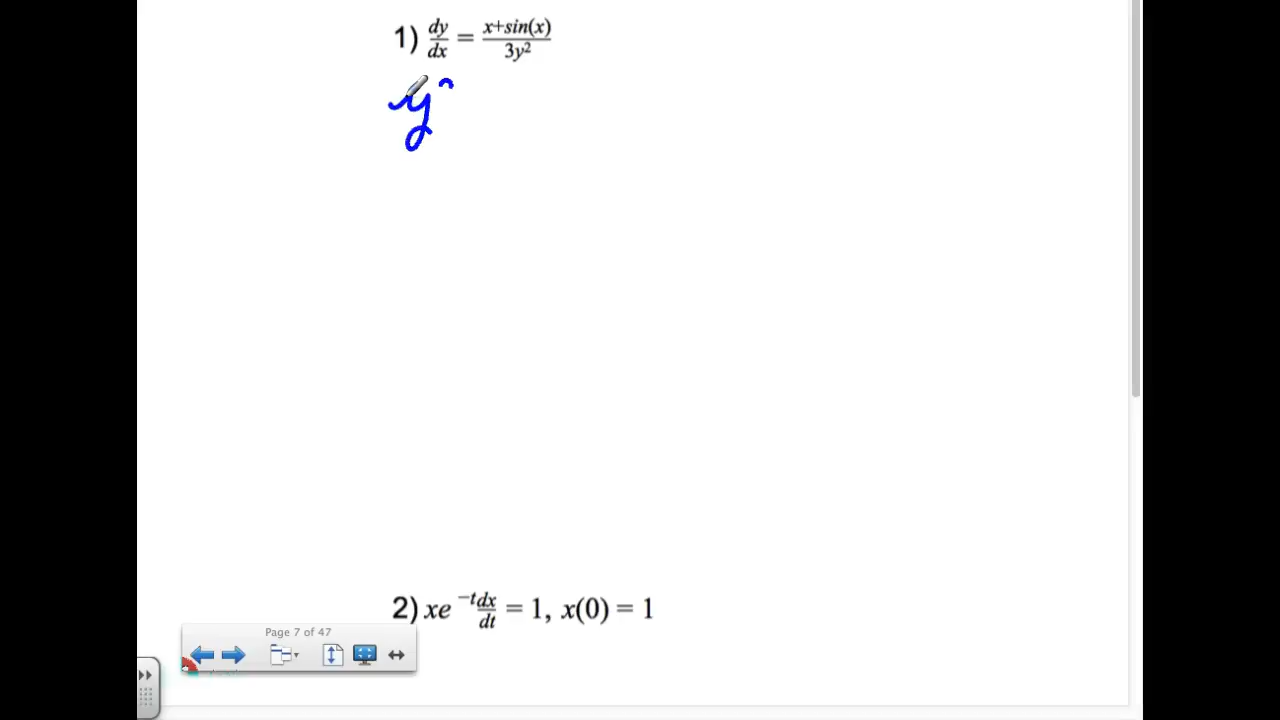 1) dy/dx = x+sin(x)/3y²
y
2) xe^(-t) dx/dt = 1, x(0) = 1
Page 7 of 47